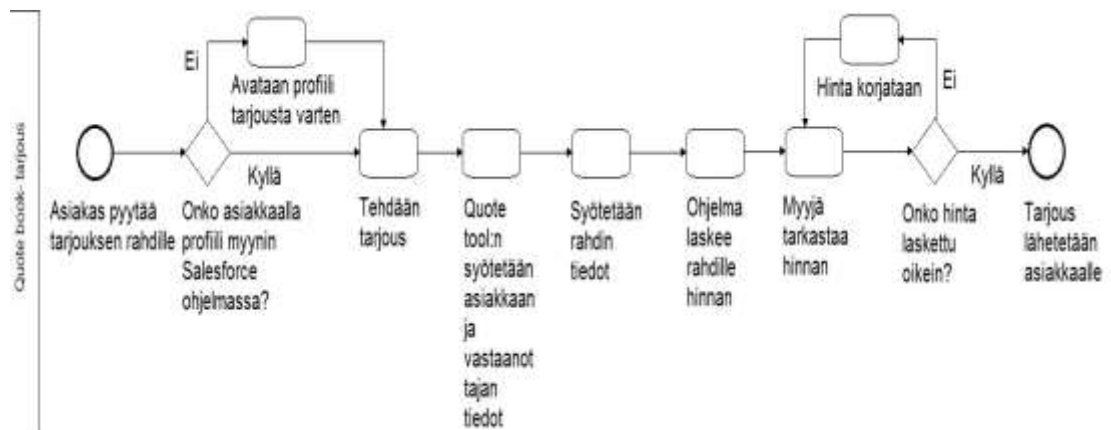 Quote book- tarjous
Ei
Avataan profiili
tarjousta varten
Hinta korjataan
Ei
Kyllä
Kyllä
Asiakas pyytää
tarjouksen rahdille
Onko asiakkaalla
profiili myynin
Salesforce
ohjelmassa?
Tehdään
tarjous
Quote
tool:n
syötetään
asiakkaan
ja
vastaanot
tajan
tiedot
Syötetään
rahdin
tiedot
Ohjelma
laskee
rahdille
hinnan
Myyjä
tarkastaa
hinnan
Onko hinta
laskettu
oikein?
Tarjous
lähetetään
asiakkaalle